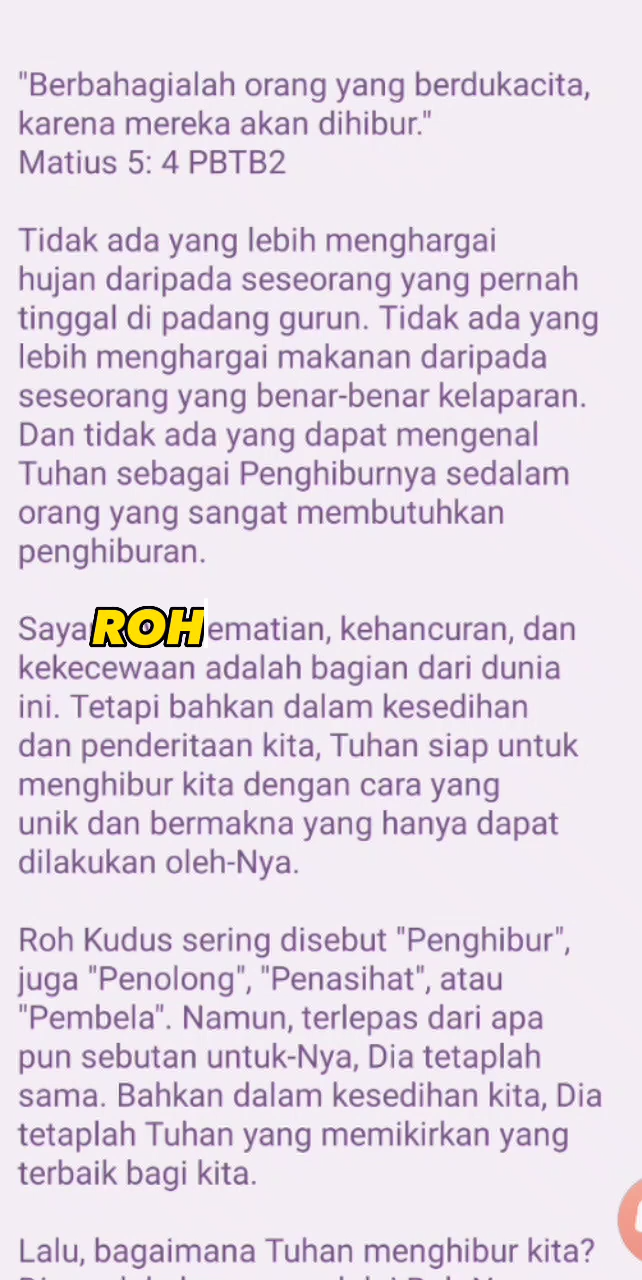 "Berbahagialah orang yang berdukacita,
karena mereka akan dihibur."
Matius 5: 4 PBTB2
Tidak ada yang lebih menghargai
hujan daripada seseorang yang pernah
tinggal di padang gurun. Tidak ada yang
lebih menghargai makanan daripada
seseorang yang benar-benar kelaparan.
Dan tidak ada yang dapat mengenal
Tuhan sebagai Penghiburnya sedalam
orang yang sangat membutuhkan
penghiburan.
Saya ROH ematian, kehancuran, dan
kekecewaan adalah bagian dari dunia
ini. Tetapi bahkan dalam kesedihan
dan penderitaan kita, Tuhan siap untuk
menghibur kita dengan cara yang
unik dan bermakna yang hanya dapat
dilakukan oleh-Nya.
Roh Kudus sering disebut "Penghibur",
juga "Penolong", "Penasihat", atau
"Pembela". Namun, terlepas dari apa
pun sebutan untuk-Nya, Dia tetaplah
sama. Bahkan dalam kesedihan kita, Dia
tetaplah Tuhan yang memikirkan yang
terbaik bagi kita.
Lalu, bagaimana Tuhan menghibur kita?